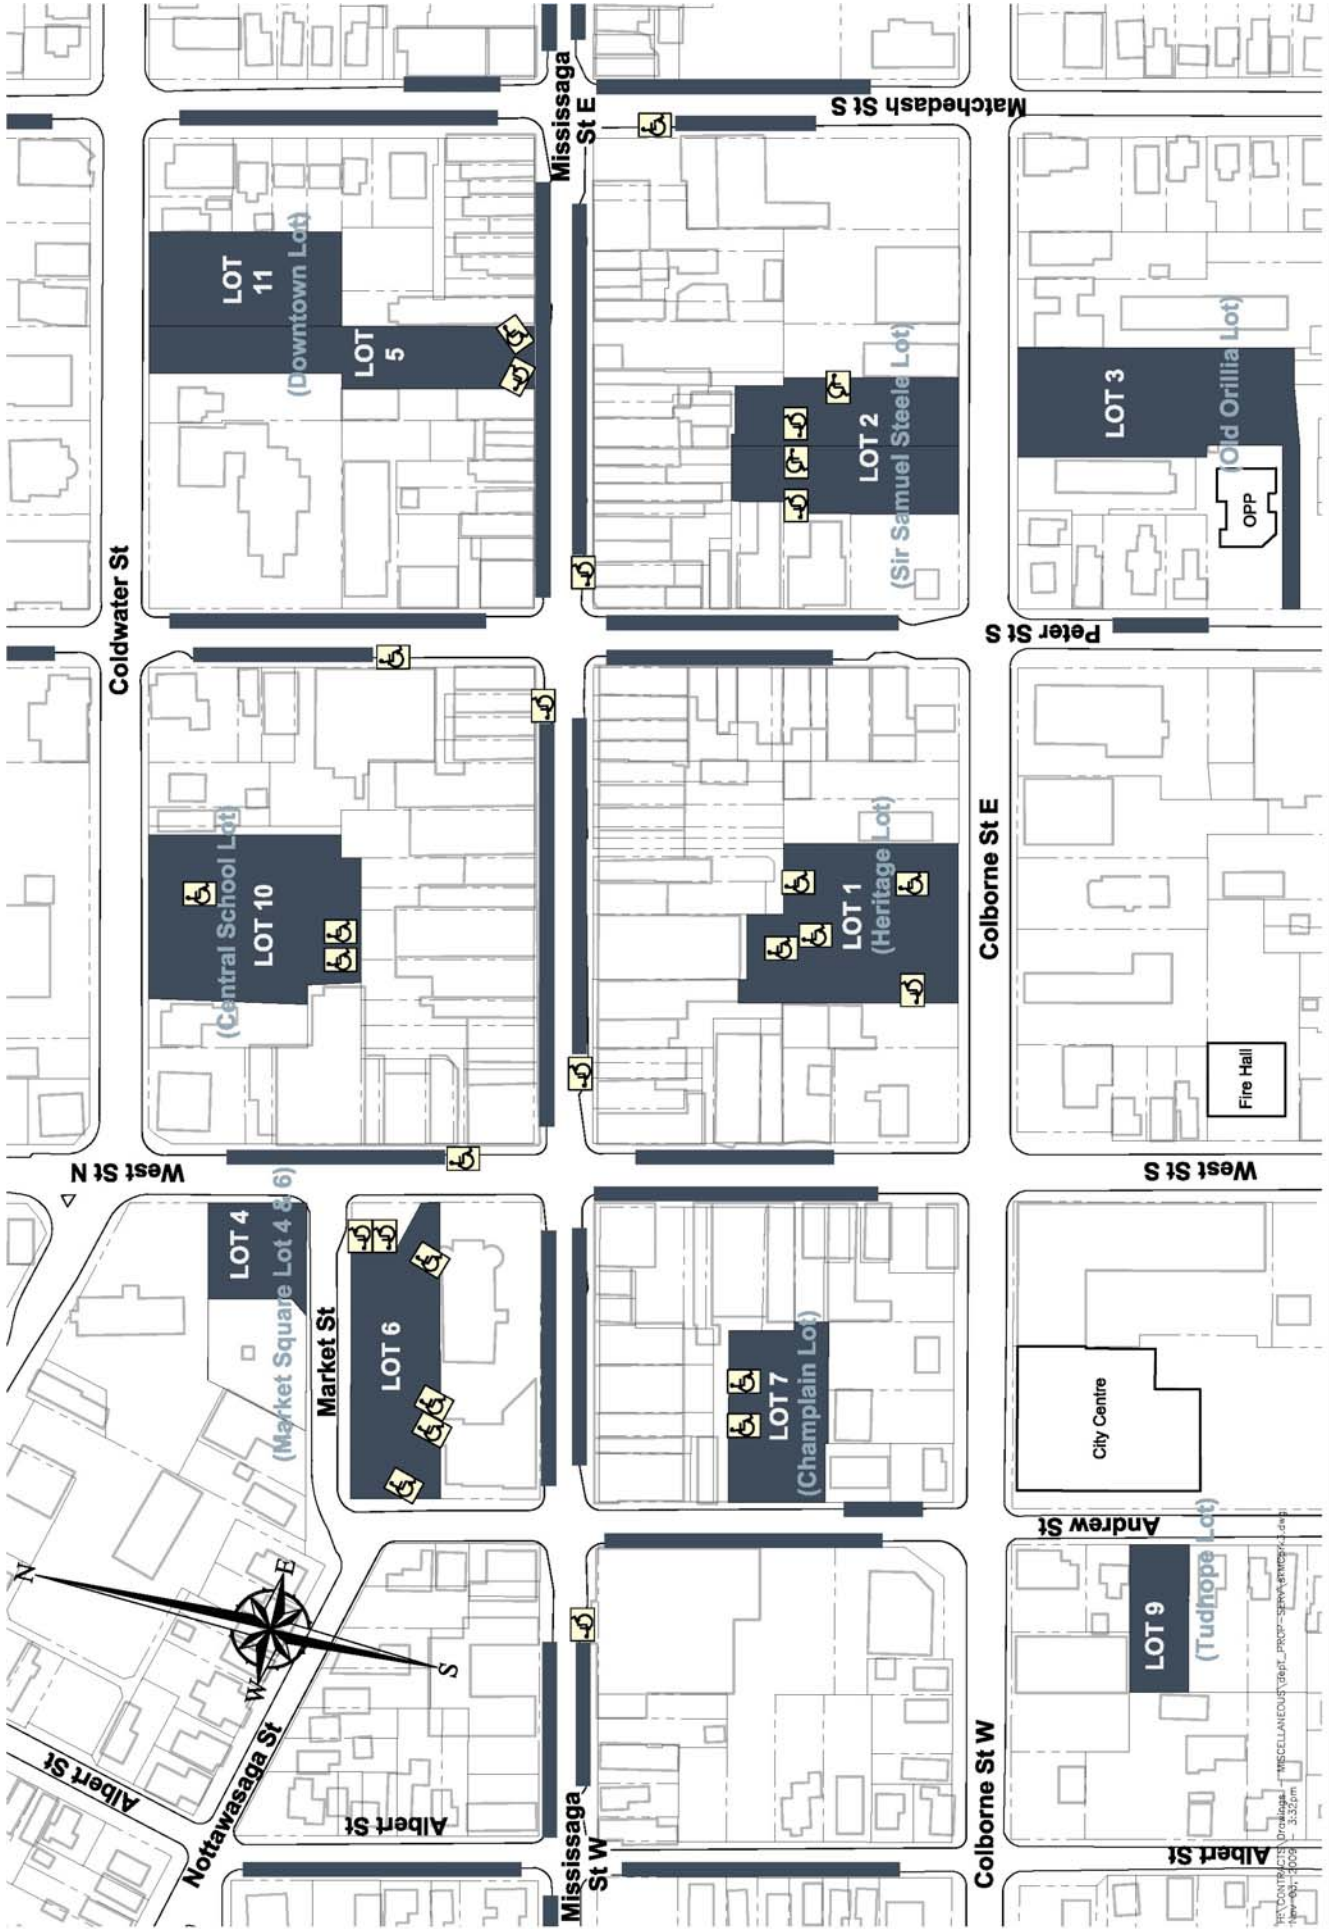 Mississaga
St E
Matchedash St S
LOT
11
(Downtown Lot)
LOT
5
LOT 2
(Sir Samuel Steele Lot)
LOT 3
(Old Orillia Lot)
OPP
Coldwater St
Peter St S
LOT 10
(Central School Lot)
LOT 1
(Heritage Lot)
Colborne St E
Fire Hall
West St N
West St S
LOT 4
(Market Square Lot 4 & 6)
Market St
LOT 6
LOT 7
(Champlain Lot)
City Centre
Andrew St
LOT 9
(Tudhope Lot)
N
E
S
W
Nottawasaga St
Albert St
Albert St
Mississaga
St W
Colborne St W
Albert St
3:32pm